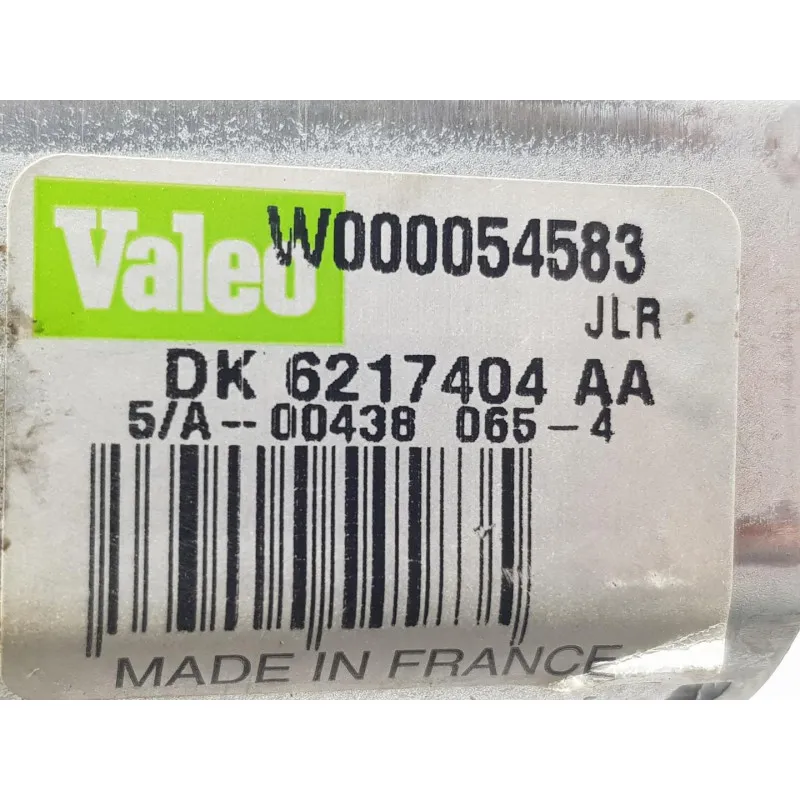 Valeo W000054583
JLR
DK 6217404 AA
5/A--00438 065-4
MADE IN FRANCE